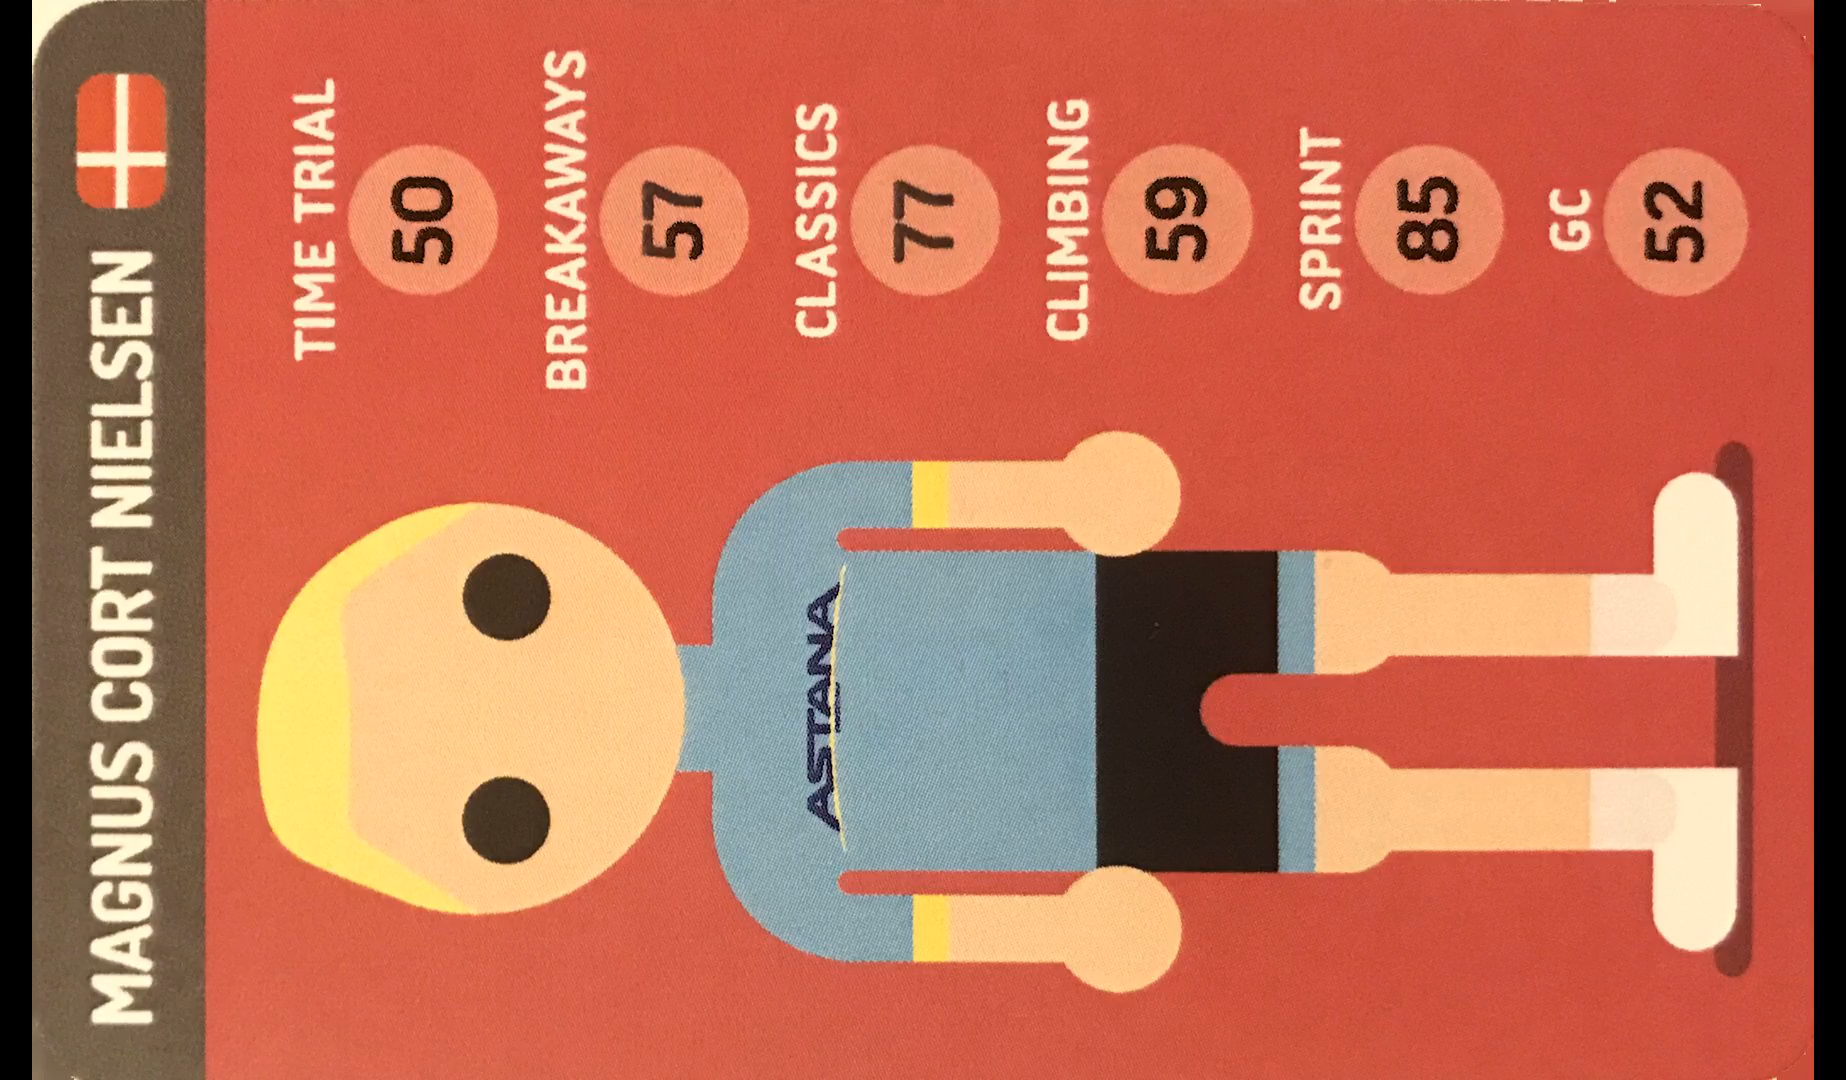 MAGNUS CORT NIELSEN
TIME TRIAL
50
BREAKAWAYS
57
CLASSICS
77
CLIMBING
59
SPRINT
85
GC
52
ASTANA